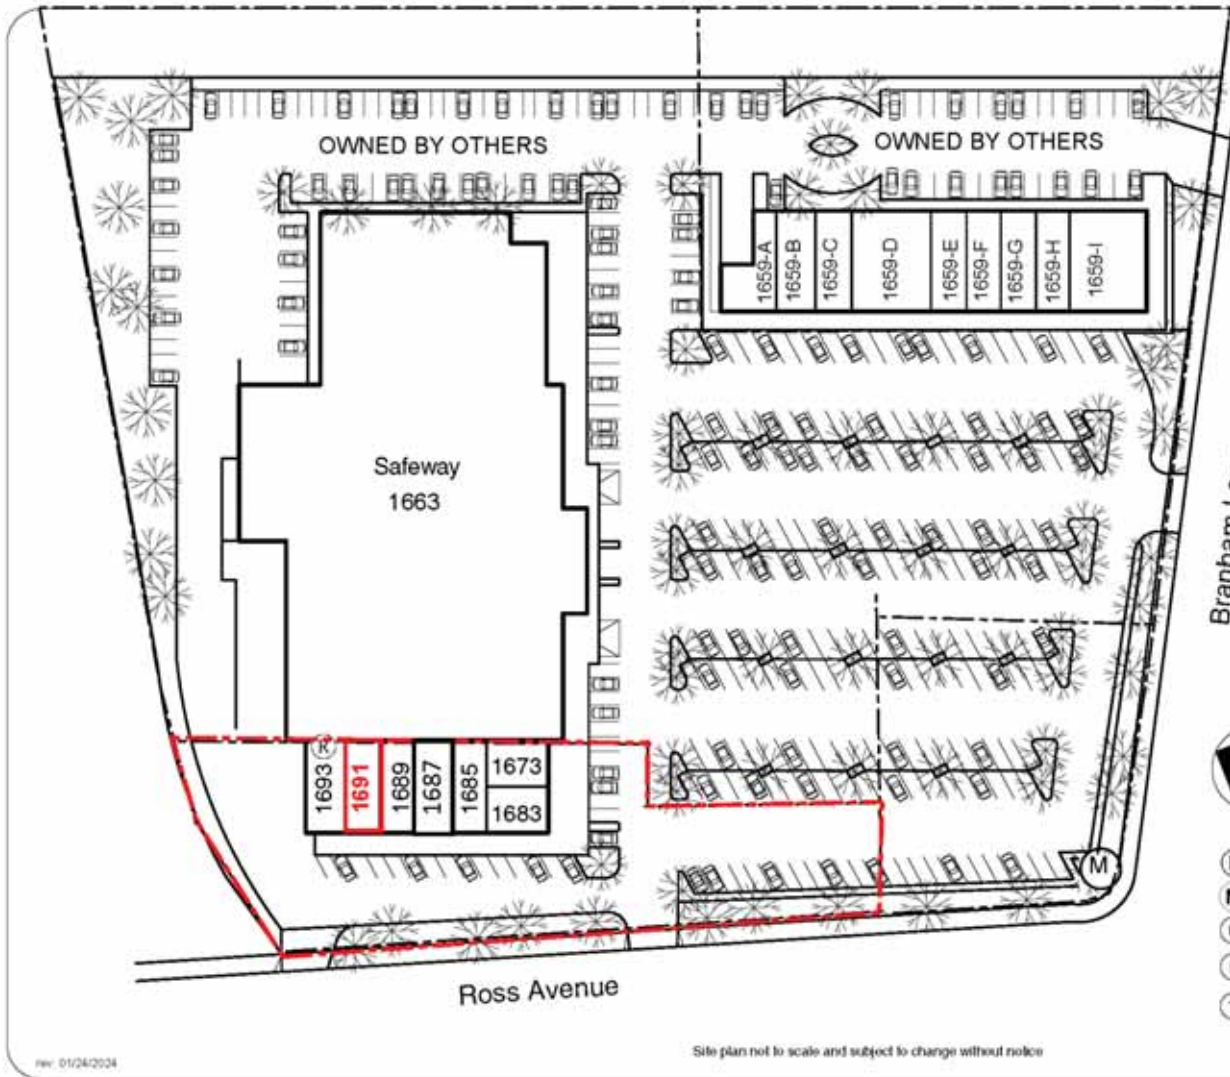 OWNED BY OTHERS
OWNED BY OTHERS
1659-A
1659-B
1659-C
1659-D
1659-E
1659-F
1659-G
1659-H
1659-I
Safeway
1663
Branham
R
1693
1691
1689
1687
1685
1673
1683
M
Ross Avenue
rev: 01/24/2024
Site plan not to scale and subject to change without notice